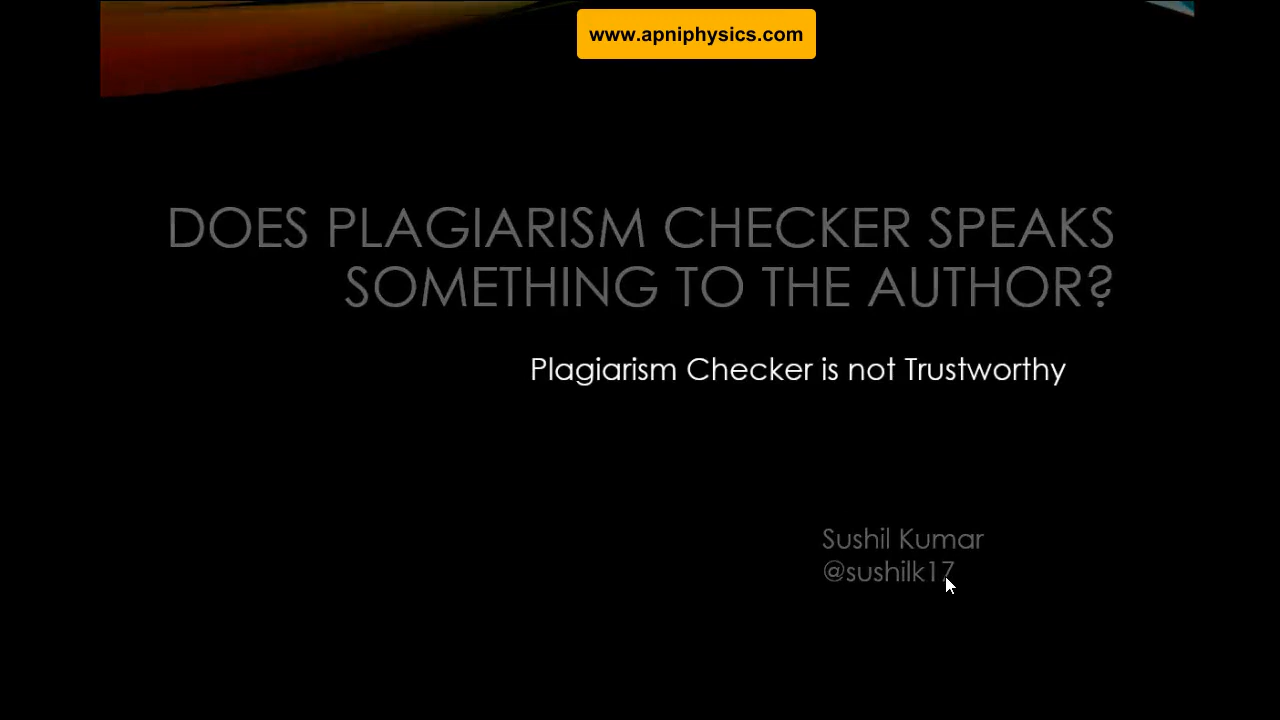 www.apniphysics.com
DOES PLAGIARISM CHECKER SPEAKS
SOMETHING TO THE AUTHOR?
Plagiarism Checker is not Trustworthy
Sushil Kumar
@sushilk17